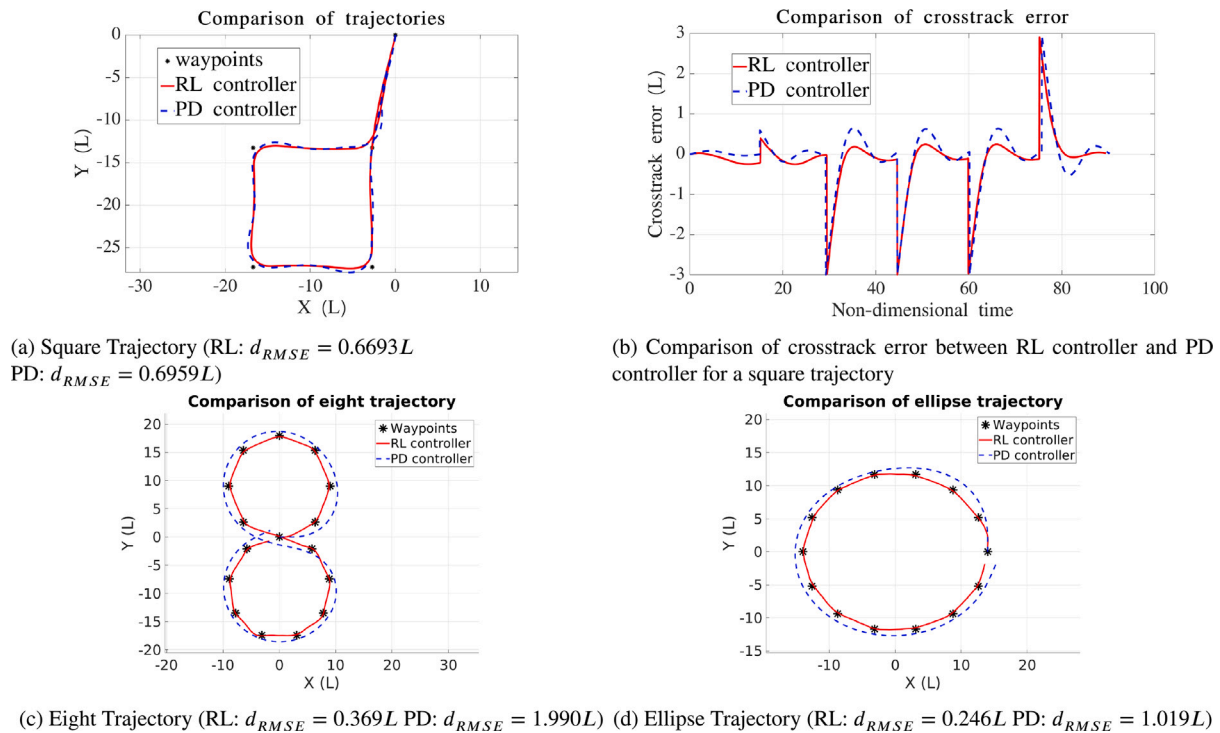 Comparison of trajectories
0
-5
-10
-15
-20
-25
Y (L)
waypoints
RL controller
PD controller
-30
-20
-10
0
10
X (L)
Comparison of crosstrack error
3
2
1
0
-1
-2
-3
Crosstrack error (L)
RL controller
PD controller
0
20
40
60
80
100
Non-dimensional time
(a) Square Trajectory (RL: d_RMSE = 0.6693L
PD: d_RMSE = 0.6959L)
(b) Comparison of crosstrack error between RL controller and PD
controller for a square trajectory
Comparison of eight trajectory
20
15
10
5
0
-5
-10
-15
-20
Y (L)
Waypoints
RL controller
PD controller
-20
-10
0
10
20
30
X (L)
Comparison of ellipse trajectory
20
15
10
5
0
-5
-10
-15
Y (L)
Waypoints
RL controller
PD controller
-10
0
10
20
X (L)
(c) Eight Trajectory (RL: d_RMSE = 0.369L PD: d_RMSE = 1.990L)
(d) Ellipse Trajectory (RL: d_RMSE = 0.246L PD: d_RMSE = 1.019L)